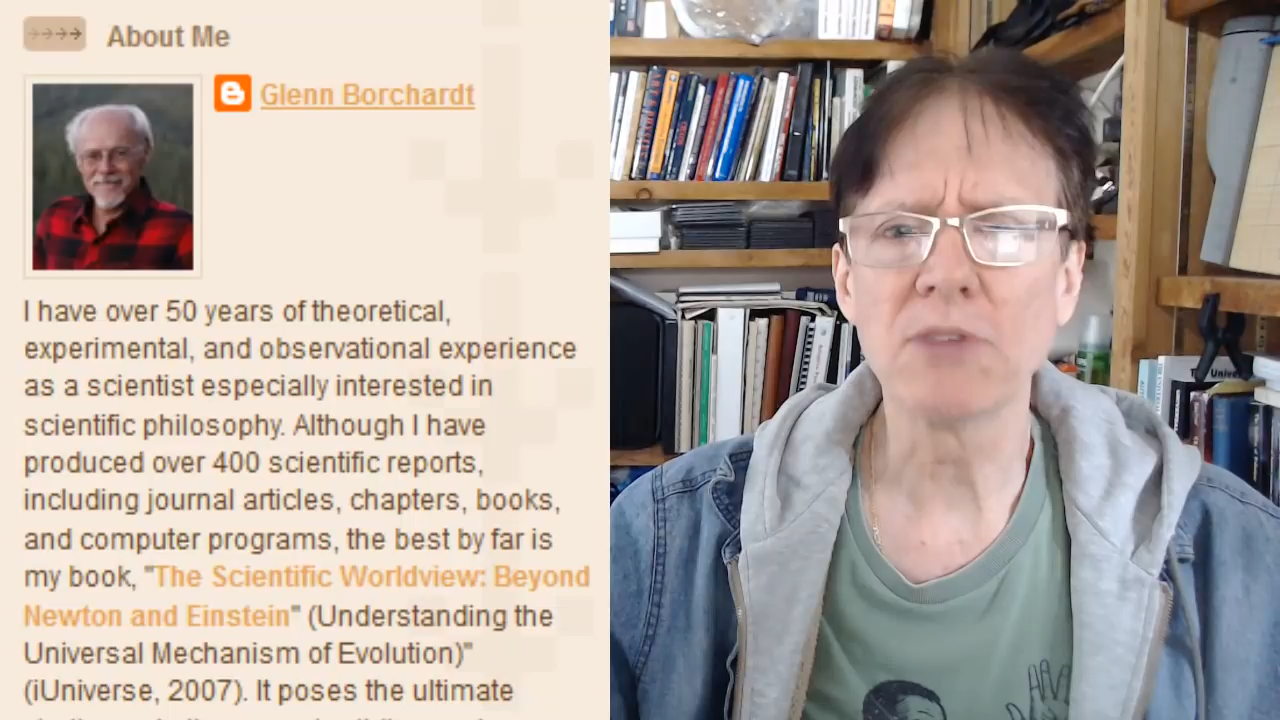 About Me
Glenn Borchardt
I have over 50 years of theoretical,
experimental, and observational experience
as a scientist especially interested in
scientific philosophy. Although I have
produced over 400 scientific reports,
including journal articles, chapters, books,
and computer programs, the best by far is
my book, "The Scientific Worldview: Beyond
Newton and Einstein" (Understanding the
Universal Mechanism of Evolution)"
(iUniverse, 2007). It poses the ultimate